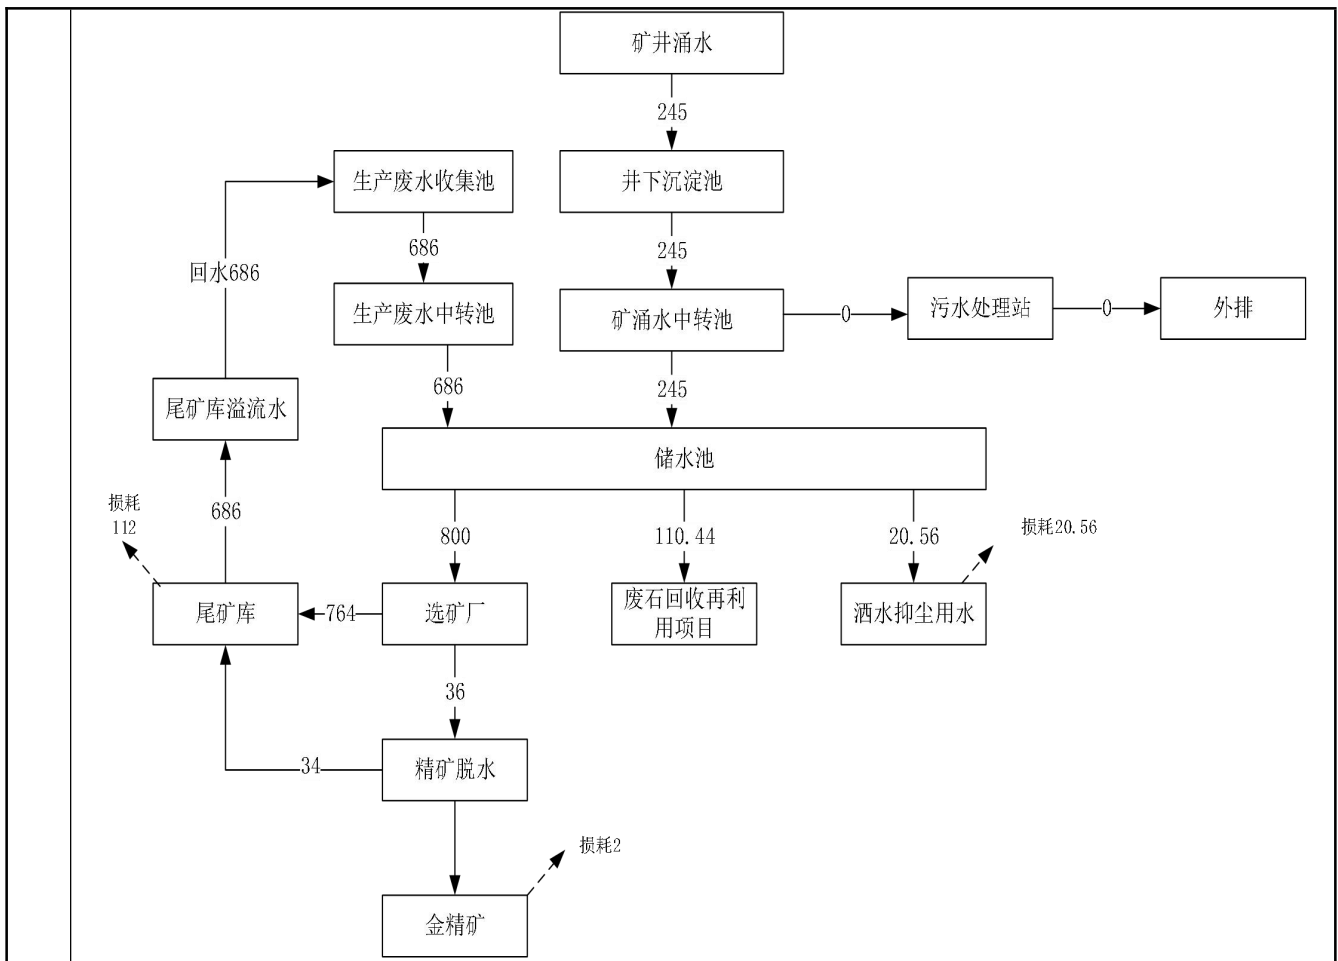 矿井涌水
245
生产废水收集池
井下沉淀池
686
245
回水686
生产废水中转池
矿涌水中转池
0
污水处理站
0
外排
686
245
尾矿库溢流水
储水池
损耗
112
686
800
110.44
20.56
损耗20.56
尾矿库
764
选矿厂
废石回收再利
用项目
洒水抑尘用水
36
34
精矿脱水
损耗2
金精矿